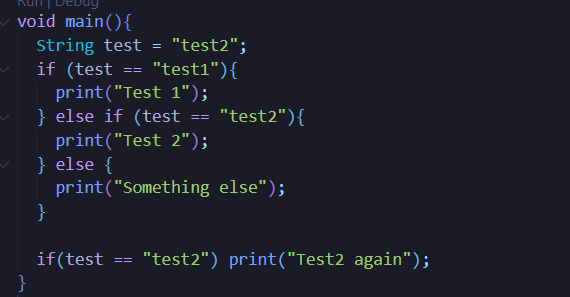 Run | Debug
void main(){
  String test = "test2";
  if (test == "test1"){
    print("Test 1");
  } else if (test == "test2"){
    print("Test 2");
  } else {
    print("Something else");
  }

  if(test == "test2") print("Test2 again");
}